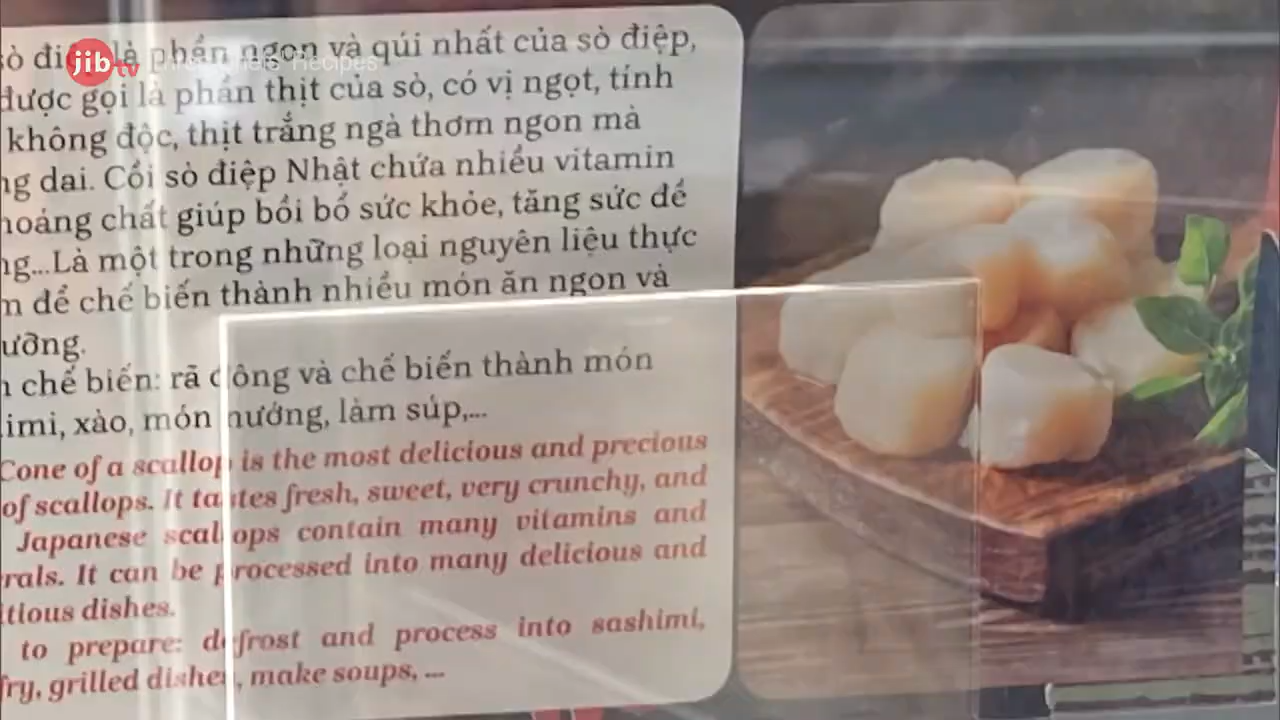 sò điệp là phần ngon và qúi nhất của sò điệp,
được gọi là phần thịt của sò, có vị ngọt, tính
không độc, thịt trắng ngà thơm ngon mà
ng dai. Cồi sò điệp Nhật chứa nhiều vitamin
hoáng chất giúp bồi bổ sức khỏe, tăng sức đề
ng...Là một trong những loại nguyên liệu thực
m để chế biến thành nhiều món ăn ngon và
ưỡng.
h chế biến: rã đông và chế biến thành món
imi, xào, món nướng, làm súp,...
Cone of a scallop is the most delicious and precious
of scallops. It tastes fresh, sweet, very crunchy, and
Japanese scallops contain many vitamins and
rals. It can be processed into many delicious and
itious dishes.
to prepare: defrost and process into sashimi,
fry, grilled dishes, make soups, ...
jib tv
Recipes